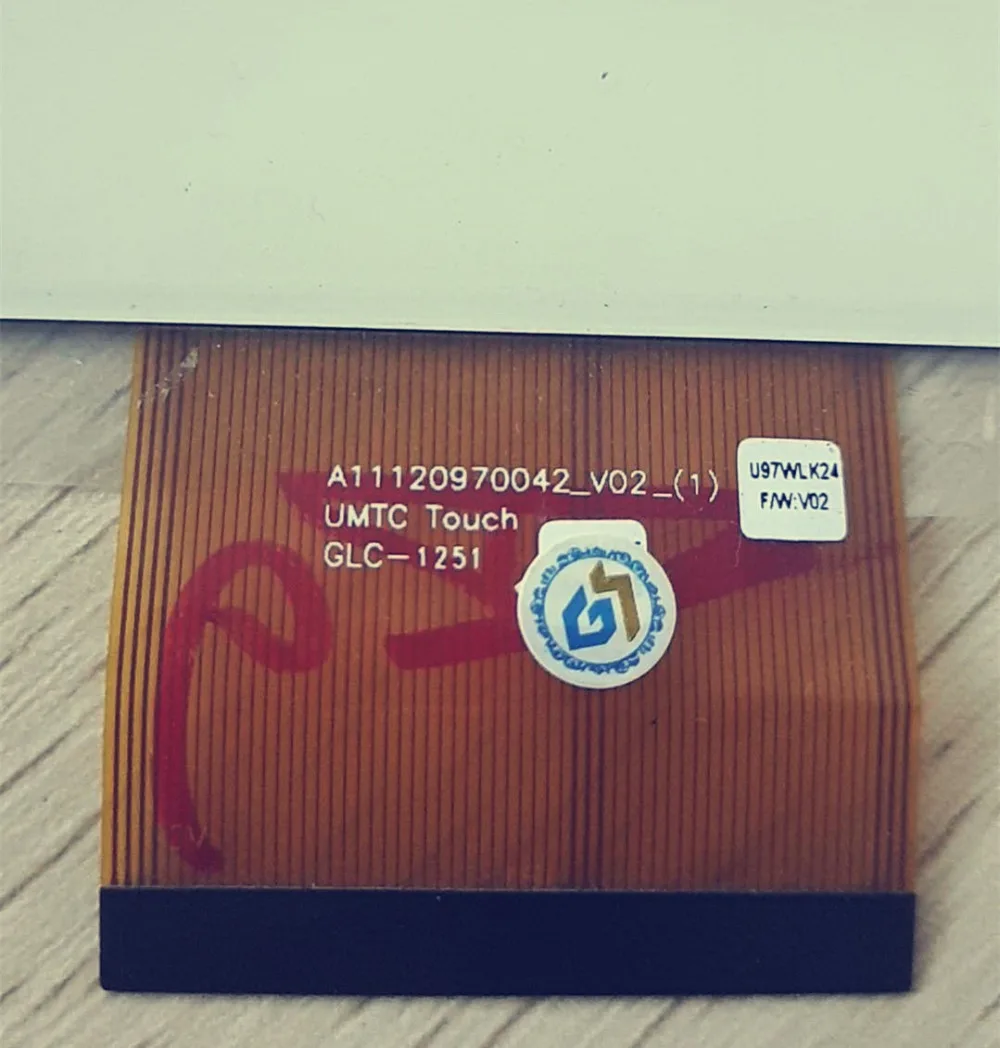 A11120970042_V02_(1)
UMTC Touch
GLC-1251
U97WLK24
F/W:V02